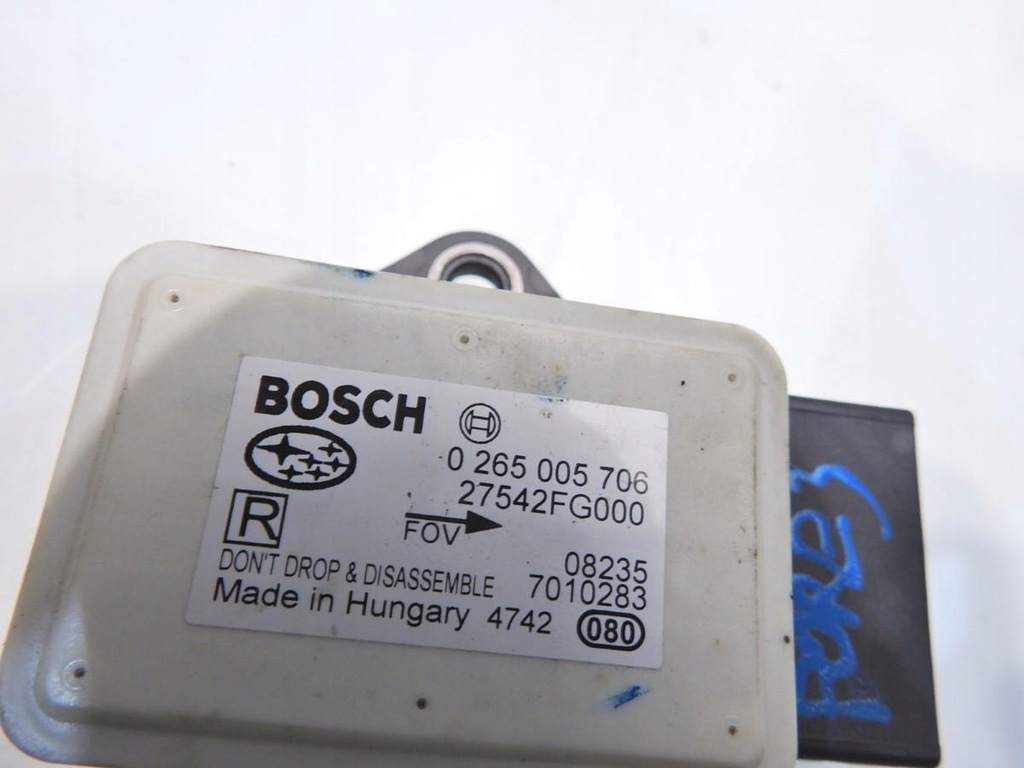 BOSCH
0 265 005 706
27542FG000
R
FOV
08235
DON'T DROP & DISASSEMBLE 7010283
Made in Hungary 4742 080